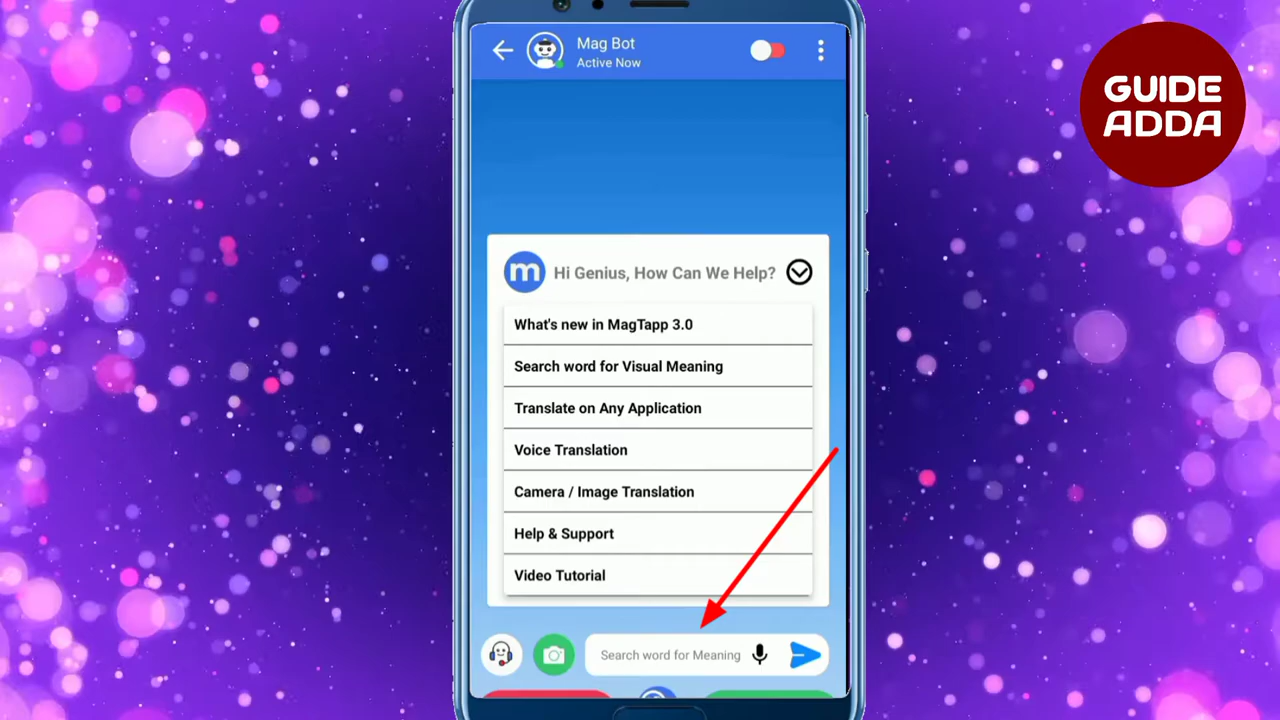 Mag Bot
Active Now
GUIDE
ADDA
m
Hi Genius, How Can We Help?
What's new in MagTapp 3.0
Search word for Visual Meaning
Translate on Any Application
Voice Translation
Camera / Image Translation
Help & Support
Video Tutorial
Search word for Meaning